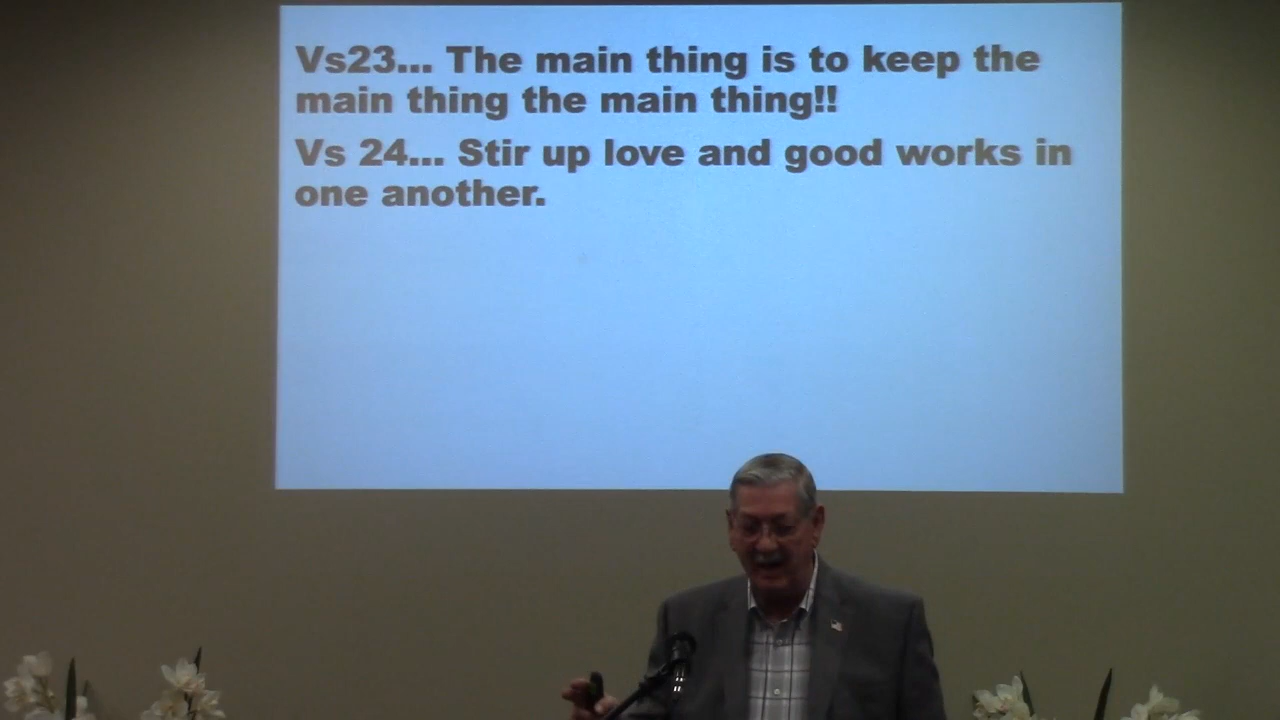 Vs23... The main thing is to keep the
main thing the main thing!!
Vs 24... Stir up love and good works in
one another.